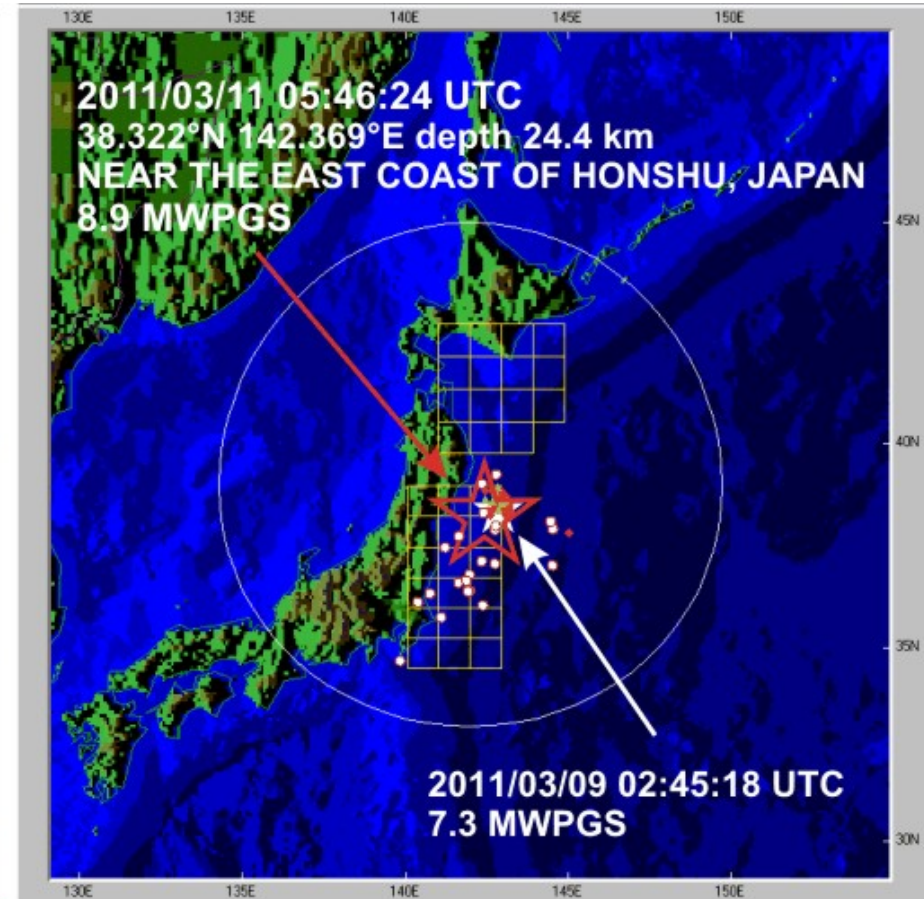 130E 135E 140E 145E 150E
2011/03/11 05:46:24 UTC
38.322°N 142.369°E depth 24.4 km
NEAR THE EAST COAST OF HONSHU, JAPAN
8.9 MWPGS
45N
40N
35N
2011/03/09 02:45:18 UTC
7.3 MWPGS
30N
130E 135E 140E 145E 150E